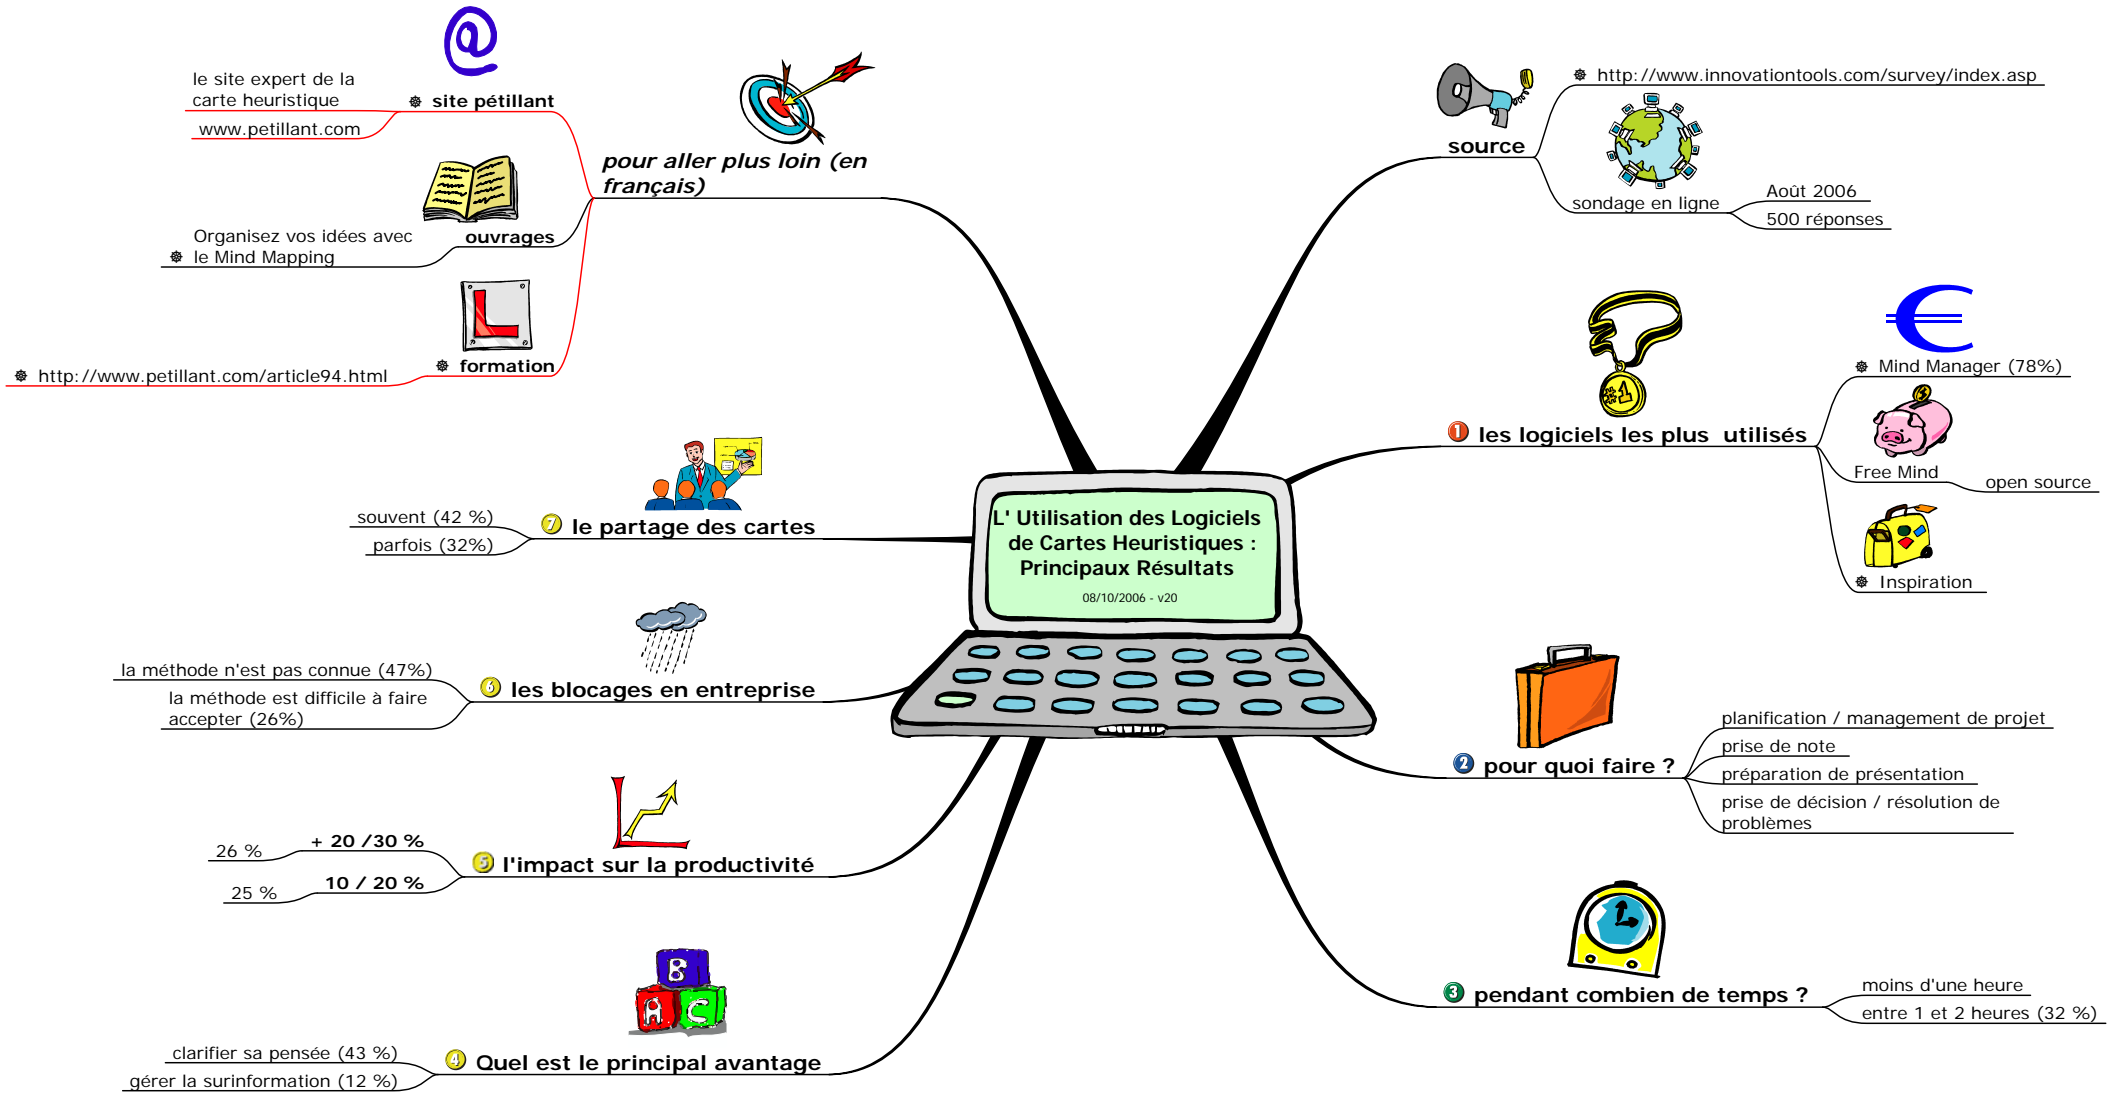 L' Utilisation des Logiciels
de Cartes Heuristiques :
Principaux Résultats
08/10/2006 - v20
source
http://www.innovationtools.com/survey/index.asp
sondage en ligne
Août 2006
500 réponses
#1
1 les logiciels les plus utilisés
€
Mind Manager (78%)
Free Mind
open source
Inspiration
2 pour quoi faire ?
planification / management de projet
prise de note
préparation de présentation
prise de décision / résolution de
problèmes
3 pendant combien de temps ?
moins d'une heure
entre 1 et 2 heures (32 %)
B
A C
4 Quel est le principal avantage
clarifier sa pensée (43 %)
gérer la surinformation (12 %)
5 l'impact sur la productivité
+ 20 /30 %
26 %
10 / 20 %
25 %
6 les blocages en entreprise
la méthode n'est pas connue (47%)
la méthode est difficile à faire
accepter (26%)
7 le partage des cartes
souvent (42 %)
parfois (32%)
pour aller plus loin (en
français)
@
site pétillant
le site expert de la
carte heuristique
www.petillant.com
ouvrages
Organisez vos idées avec
le Mind Mapping
L
formation
http://www.petillant.com/article94.html